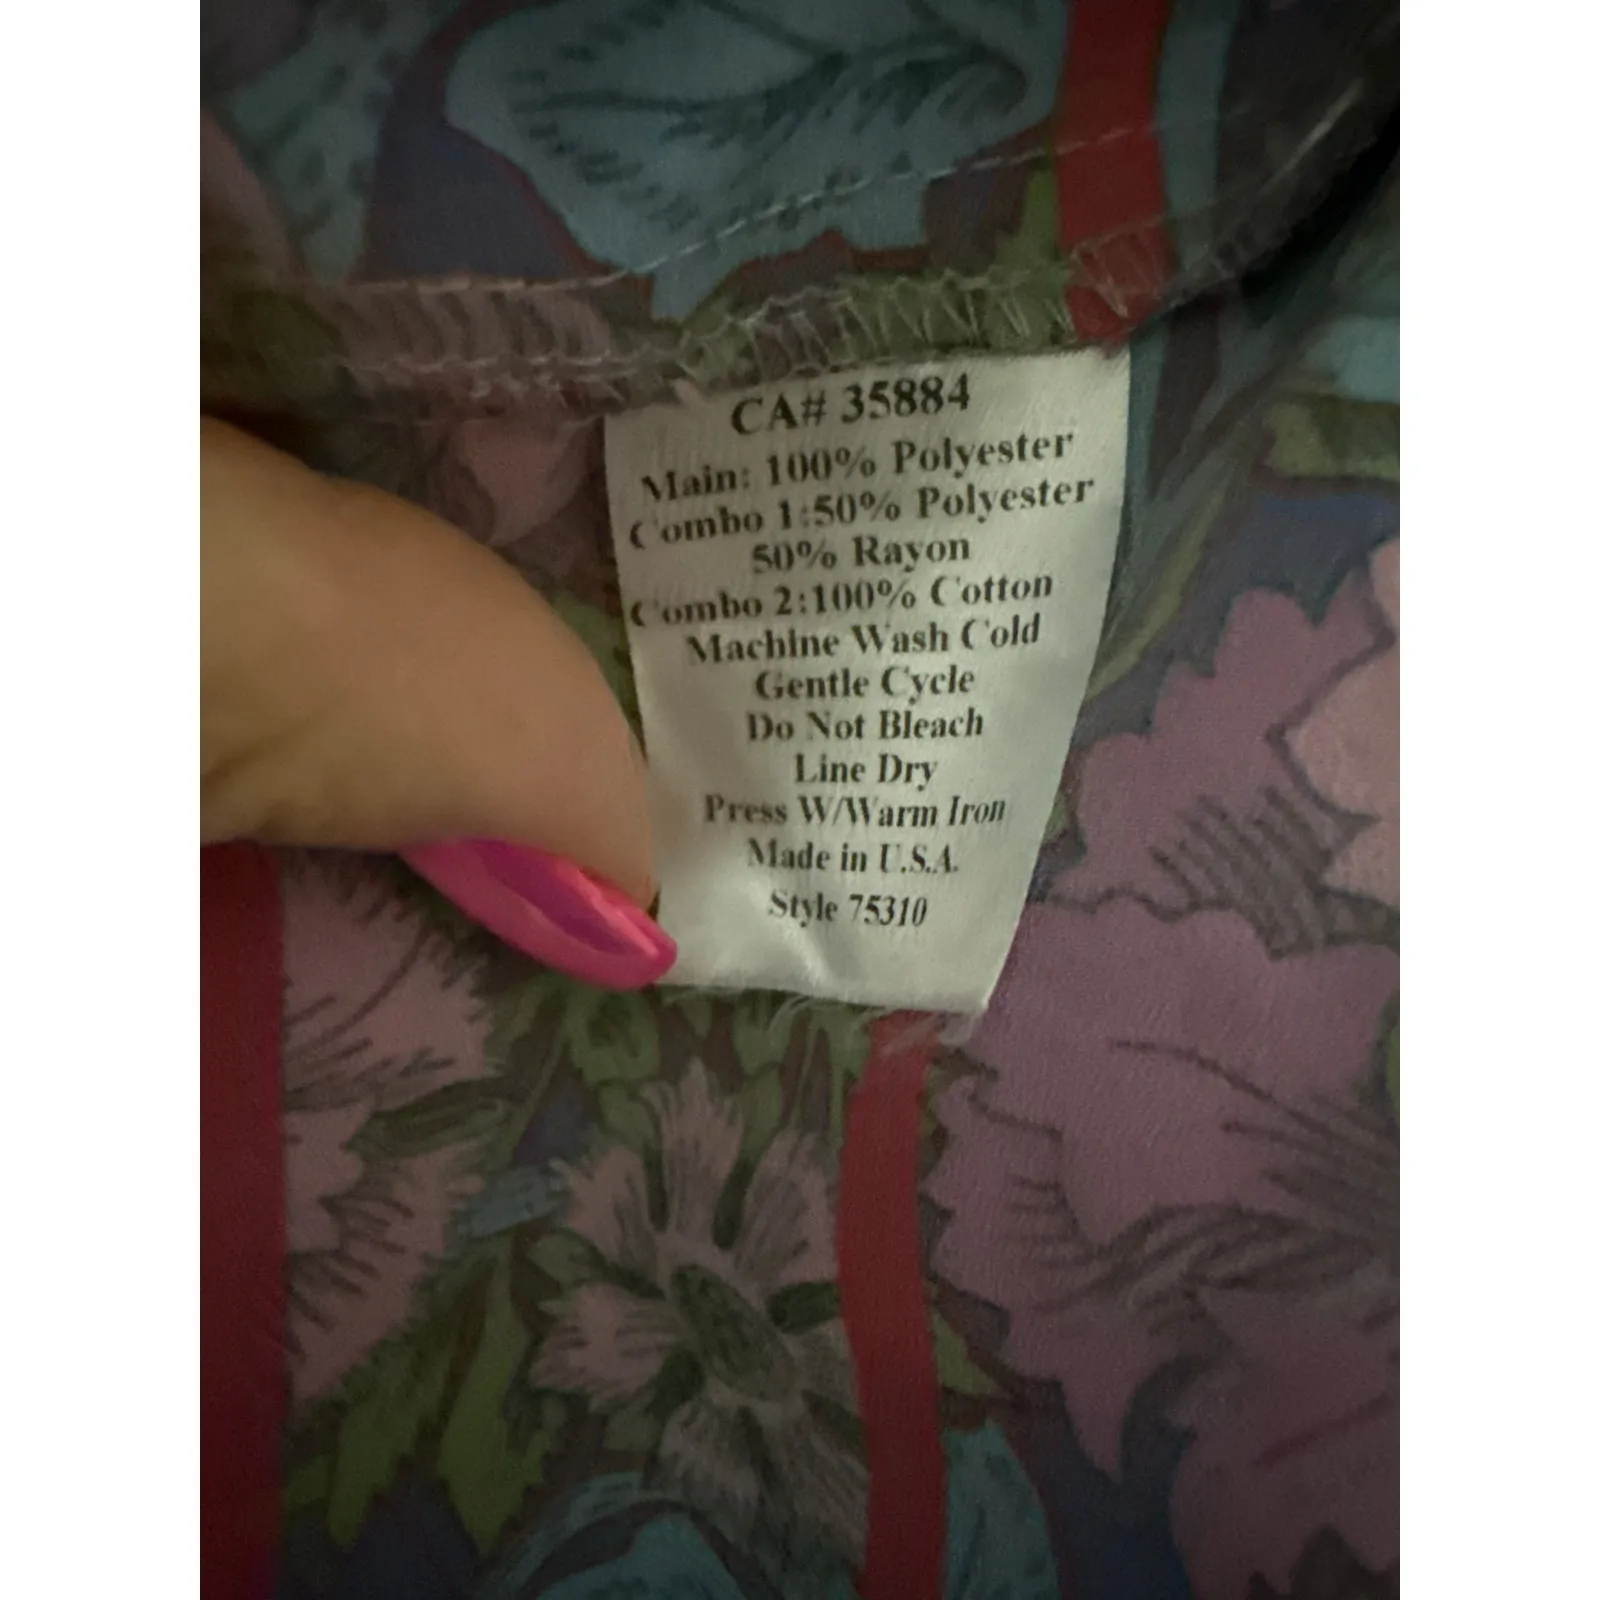 CA# 35884
Main: 100% Polyester
Combo 1:50% Polyester
50% Rayon
Combo 2:100% Cotton
Machine Wash Cold
Gentle Cycle
Do Not Bleach
Line Dry
Press W/Warm Iron
Made in U.S.A.
Style 75310